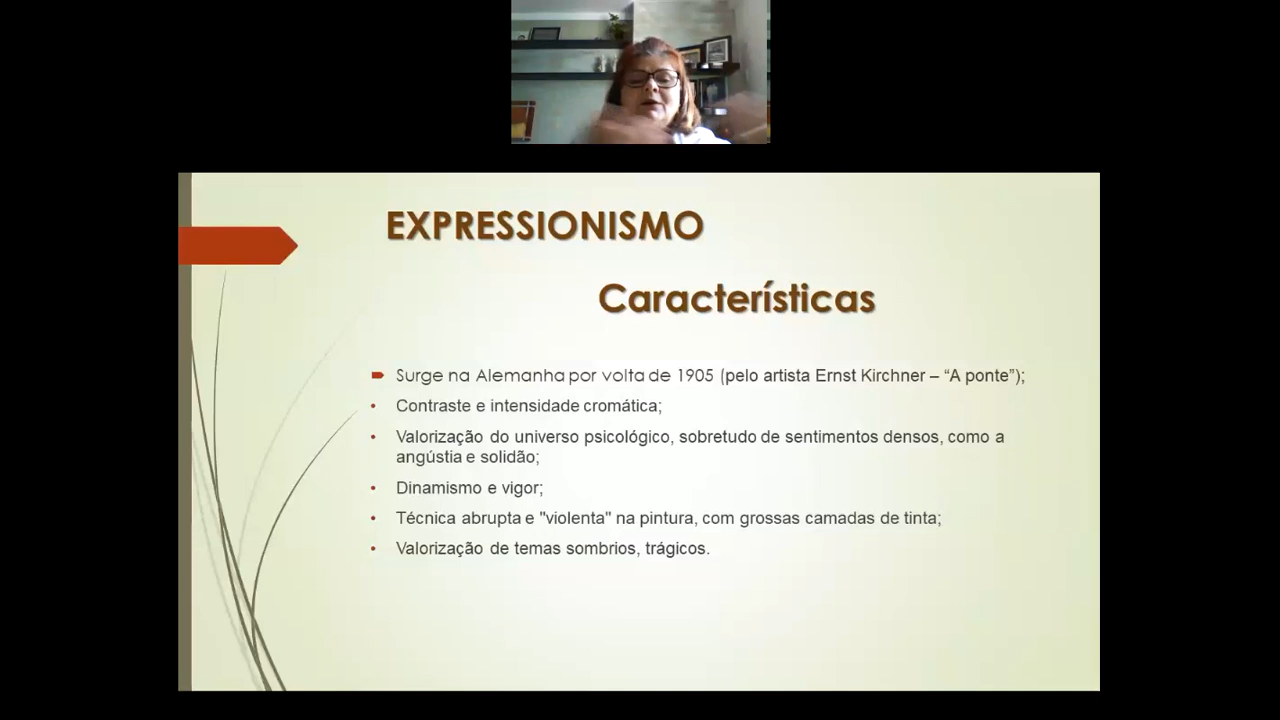 EXPRESSIONISMO
Características
Surge na Alemanha por volta de 1905 (pelo artista Ernst Kirchner – “A ponte”);
Contraste e intensidade cromática;
Valorização do universo psicológico, sobretudo de sentimentos densos, como a
angústia e solidão;
Dinamismo e vigor;
Técnica abrupta e "violenta" na pintura, com grossas camadas de tinta;
Valorização de temas sombrios, trágicos.